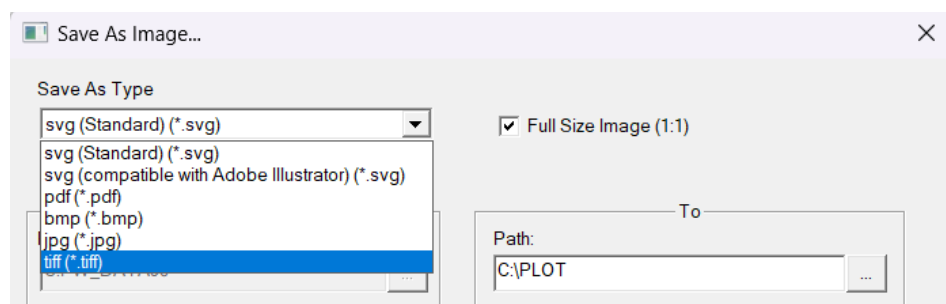 Save As Image...
Save As Type
svg (Standard) (*.svg)
Full Size Image (1:1)
svg (Standard) (*.svg)
svg (compatible with Adobe Illustrator) (*.svg)
pdf (*.pdf)
bmp (*.bmp)
jpg (*.jpg)
tiff (*.tiff)
...
To
Path:
C:\PLOT
...